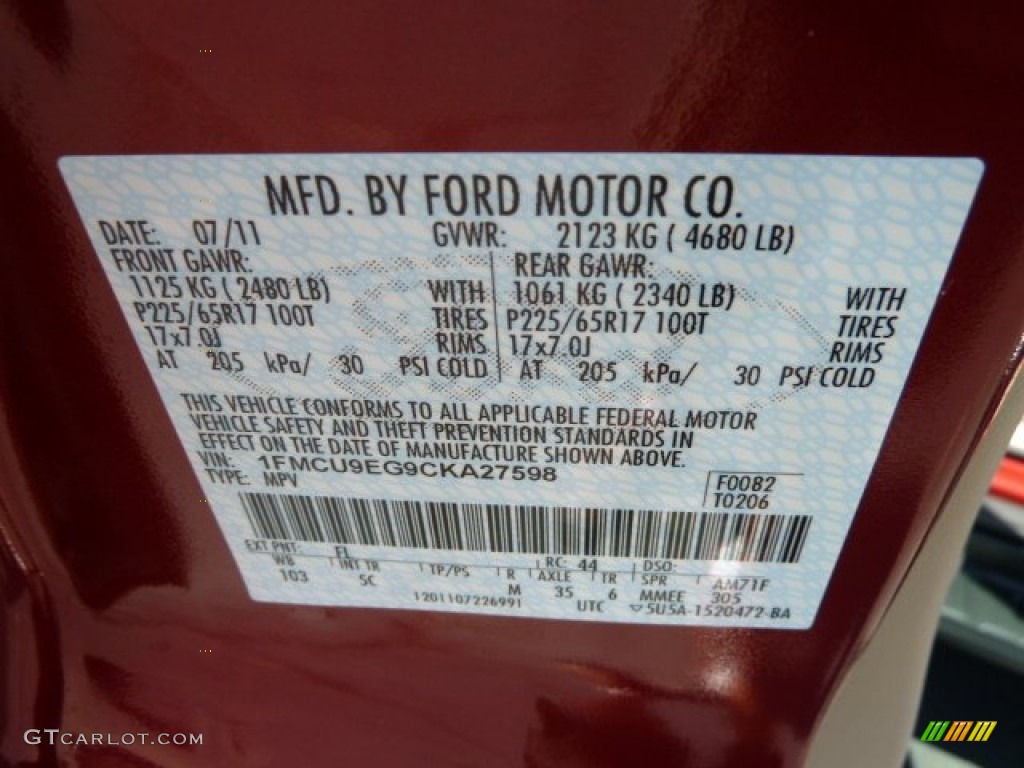 MFD. BY FORD MOTOR CO.
DATE: 07/11 GVWR: 2123 KG ( 4680 LB)
FRONT GAWR: REAR GAWR:
1125 KG ( 2480 LB) WITH 1061 KG ( 2340 LB) WITH
P225/65R17 100T TIRES P225/65R17 100T TIRES
17x7.0J RIMS 17x7.0J RIMS
AT 205 kPa/ 30 PSI COLD AT 205 kPa/ 30 PSI COLD
THIS VEHICLE CONFORMS TO ALL APPLICABLE FEDERAL MOTOR
VEHICLE SAFETY AND THEFT PREVENTION STANDARDS IN
EFFECT ON THE DATE OF MANUFACTURE SHOWN ABOVE.
VIN: 1FMCU9EG9CKA27598
TYPE: MPV
F0082
T0206
EXT PNT: FL RC: 44 DSO:
WB INT TR TP/PS R AXLE TR SPR AM71F
103 5C M 35 6 MMEE 305
1201107226991 UTC ▽5U5A-1520472-BA
GTCARLOT.COM